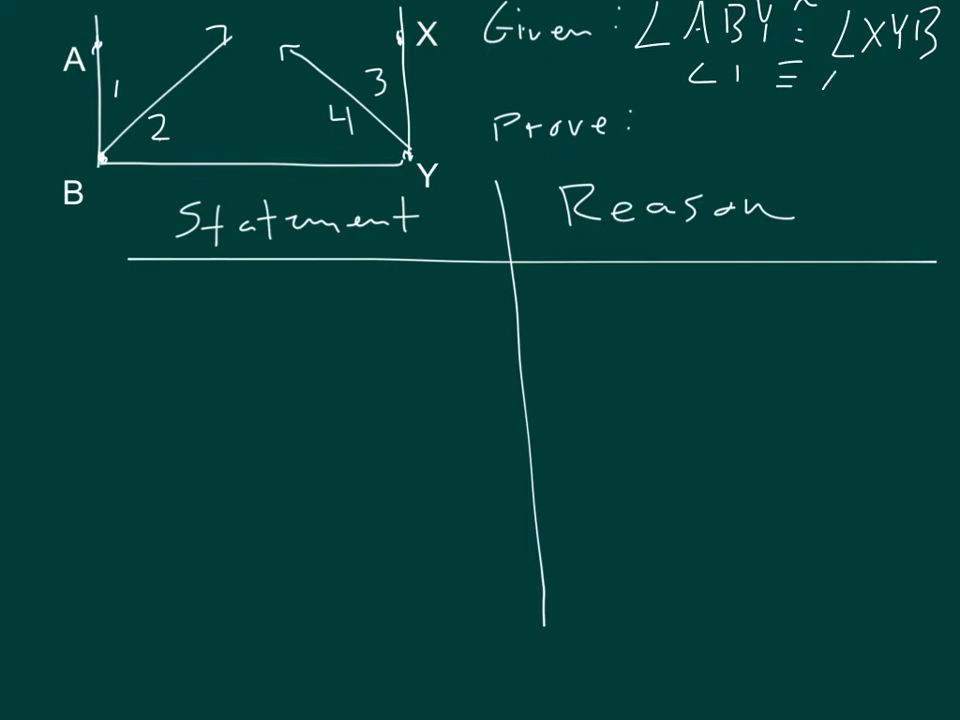 Given: ∠ABY ≅ ∠XYB
∠1 ≅
Prove:
A
X
1
2
3
4
B
Y
Statement
Reason